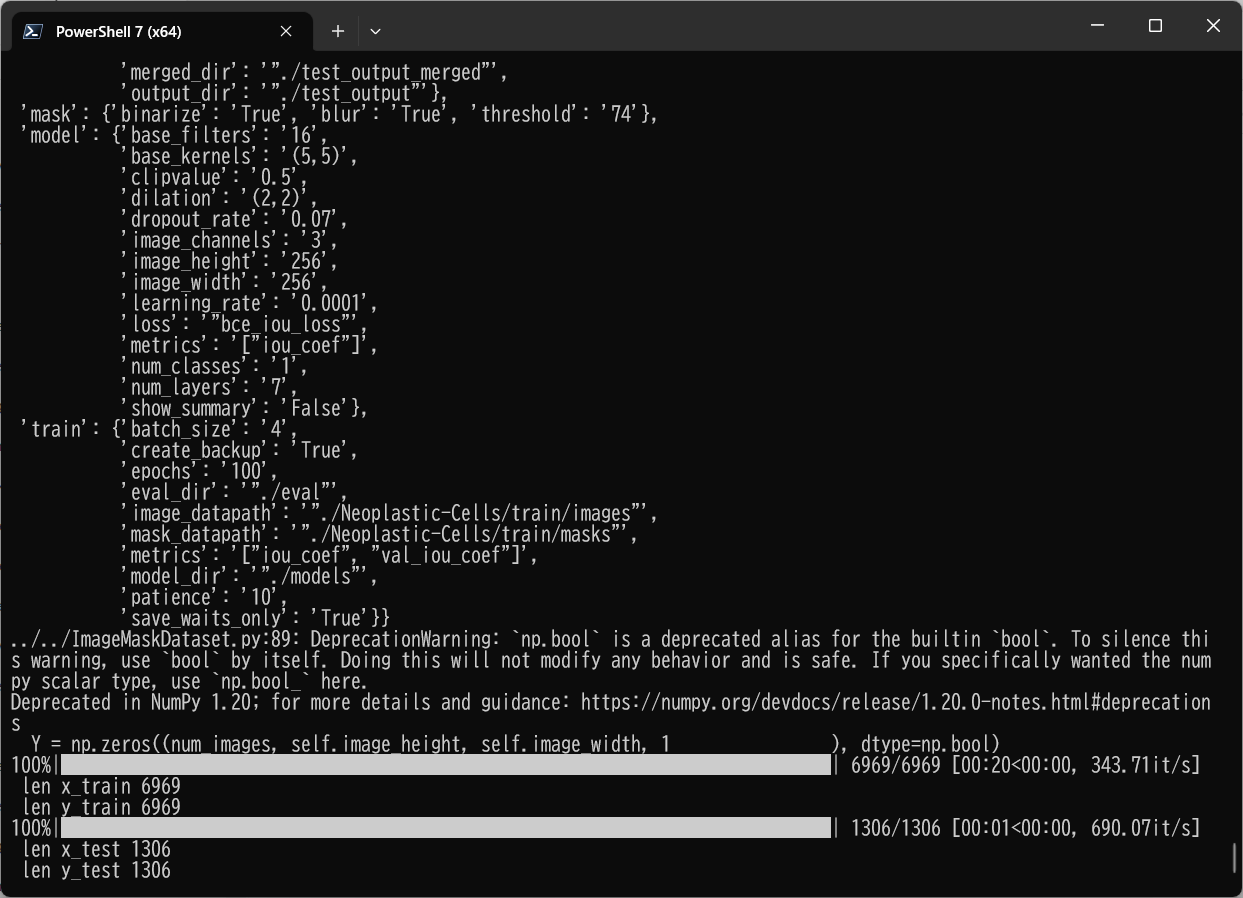 PowerShell 7 (x64)
'merged_dir': '"./test_output_merged"',
'output_dir': '"./test_output"'},
'mask': {'binarize': 'True', 'blur': 'True', 'threshold': '74'},
'model': {'base_filters': '16',
'base_kernels': '(5,5)',
'clipvalue': '0.5',
'dilation': '(2,2)',
'dropout_rate': '0.07',
'image_channels': '3',
'image_height': '256',
'image_width': '256',
'learning_rate': '0.0001',
'loss': '"bce_iou_loss"',
'metrics': '["iou_coef"]',
'num_classes': '1',
'num_layers': '7',
'show_summary': 'False'},
'train': {'batch_size': '4',
'create_backup': 'True',
'epochs': '100',
'eval_dir': '"./eval"',
'image_datapath': '"./Neoplastic-Cells/train/images"',
'mask_datapath': '"./Neoplastic-Cells/train/masks"',
'metrics': '["iou_coef", "val_iou_coef"]',
'model_dir': '"./models"',
'patience': '10',
'save_waits_only': 'True'}}
../../ImageMaskDataset.py:89: DeprecationWarning: `np.bool` is a deprecated alias for the builtin `bool`. To silence thi
s warning, use `bool` by itself. Doing this will not modify any behavior and is safe. If you specifically wanted the num
py scalar type, use `np.bool_` here.
Deprecated in NumPy 1.20; for more details and guidance: https://numpy.org/devdocs/release/1.20.0-notes.html#deprecation
s
Y = np.zeros((num_images, self.image_height, self.image_width, 1 ), dtype=np.bool)
100%| | 6969/6969 [00:20<00:00, 343.71it/s]
len x_train 6969
len y_train 6969
100%| | 1306/1306 [00:01<00:00, 690.07it/s]
len x_test 1306
len y_test 1306